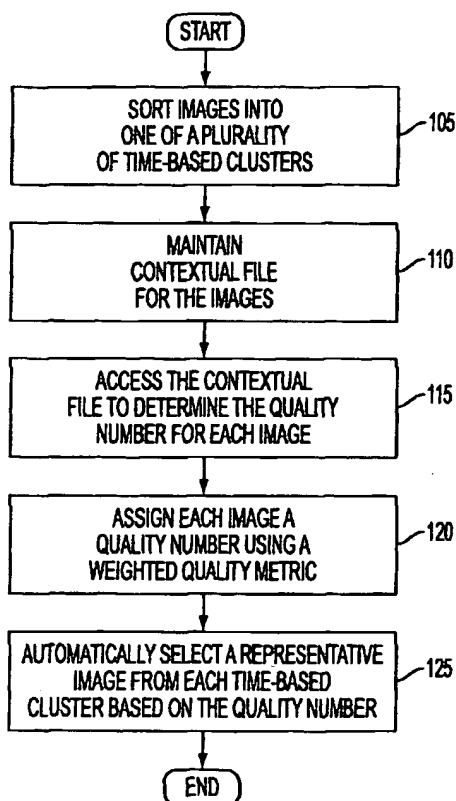 START
SORT IMAGES INTO
ONE OF A PLURALITY
OF TIME-BASED CLUSTERS
105
MAINTAIN
CONTEXTUAL FILE
FOR THE IMAGES
110
ACCESS THE CONTEXTUAL
FILE TO DETERMINE THE QUALITY
NUMBER FOR EACH IMAGE
115
ASSIGN EACH IMAGE A
QUALITY NUMBER USING A
WEIGHTED QUALITY METRIC
120
AUTOMATICALLY SELECT A REPRESENTATIVE
IMAGE FROM EACH TIME-BASED
CLUSTER BASED ON THE QUALITY NUMBER
125
END